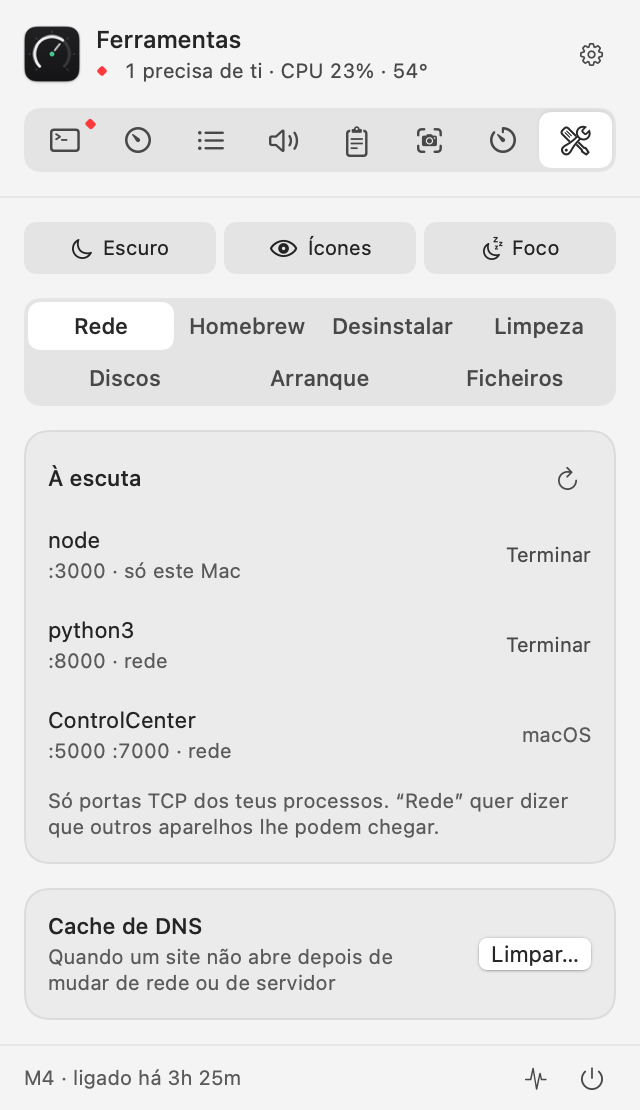 Ferramentas
1 precisa de ti · CPU 23% · 54°
Escuro
Ícones
Foco
Rede
Homebrew
Desinstalar
Limpeza
Discos
Arranque
Ficheiros
À escuta
node
:3000 · só este Mac
Terminar
python3
:8000 · rede
Terminar
ControlCenter
:5000 :7000 · rede
macOS
Só portas TCP dos teus processos. “Rede” quer dizer
que outros aparelhos lhe podem chegar.
Cache de DNS
Quando um site não abre depois de
mudar de rede ou de servidor
Limpar...
M4 · ligado há 3h 25m